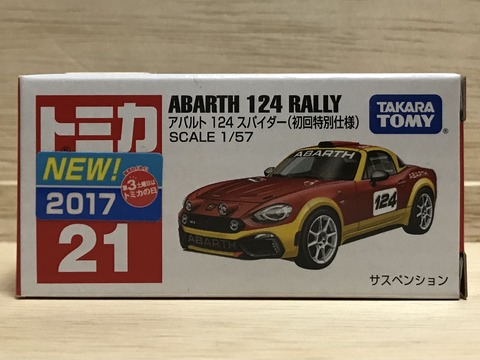 トミカ
NEW!
2017
第3土曜日は
トミカの日
21
ABARTH 124 RALLY
アバルト 124 スパイダー(初回特別仕様)
SCALE 1/57
TAKARA
TOMY
ABARTH
124
ABARTH
サスペンション